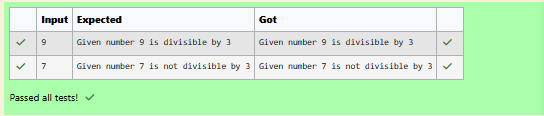 Input Expected Got
9 Given number 9 is divisible by 3 Given number 9 is divisible by 3
7 Given number 7 is not divisible by 3 Given number 7 is not divisible by 3
Passed all tests!